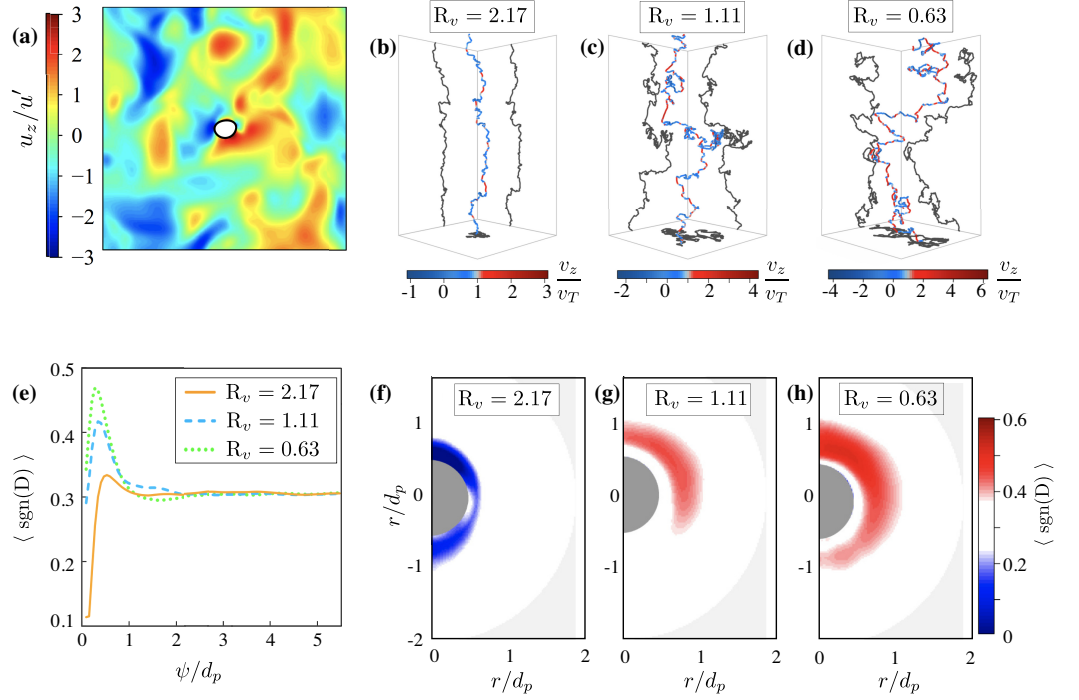 (a)
u_z/u′
3
2
1
0
−1
−2
−3
R_v = 2.17
(b)
-1 0 1 2 3
v_z/v_T
R_v = 1.11
(c)
-2 0 2 4
v_z/v_T
R_v = 0.63
(d)
-4 -2 0 2 4 6
v_z/v_T
(e)
⟨ sgn(D) ⟩
0.5
0.4
0.3
0.2
0.1
R_v = 2.17
R_v = 1.11
R_v = 0.63
0 1 2 3 4 5
ψ/d_p
(f)
R_v = 2.17
r/d_p
1
0
-1
-2
0 1 2
r/d_p
(g)
R_v = 1.11
1
0
-1
0 1 2
r/d_p
(h)
R_v = 0.63
1
0
-1
0 1 2
r/d_p
0.6
0.4
0.2
0
⟨ sgn(D) ⟩